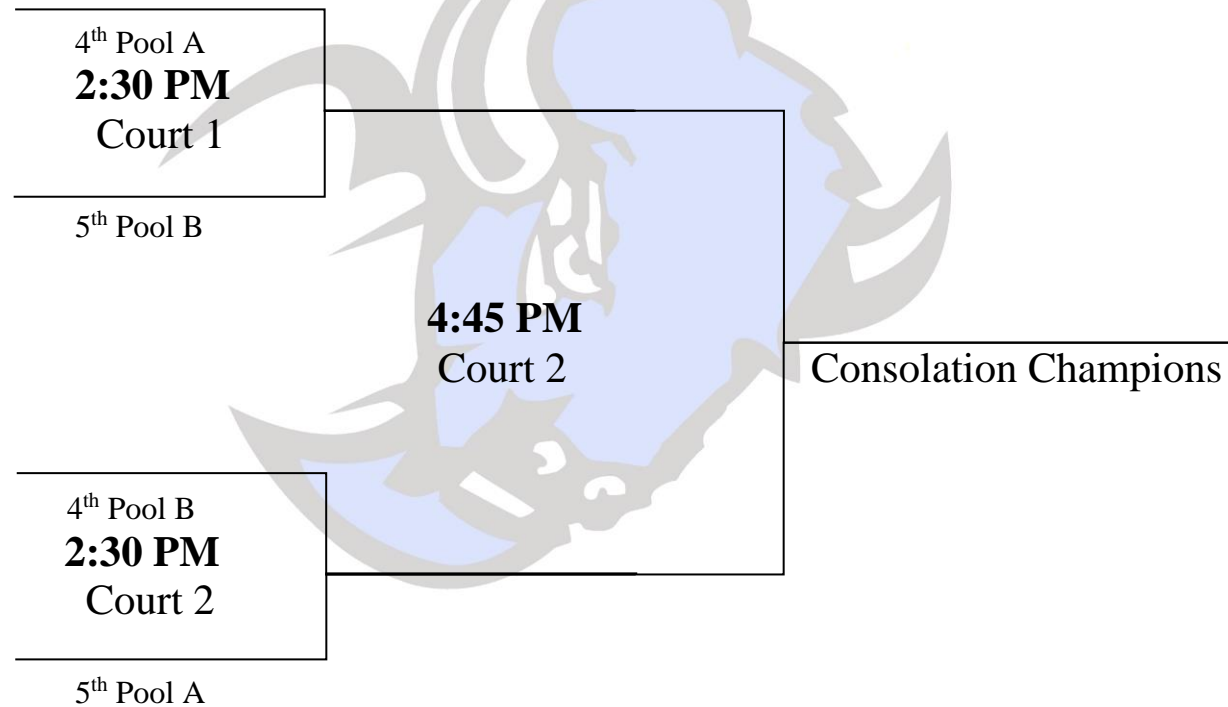 4th Pool A
2:30 PM
Court 1
5th Pool B
4:45 PM
Court 2
Consolation Champions
4th Pool B
2:30 PM
Court 2
5th Pool A